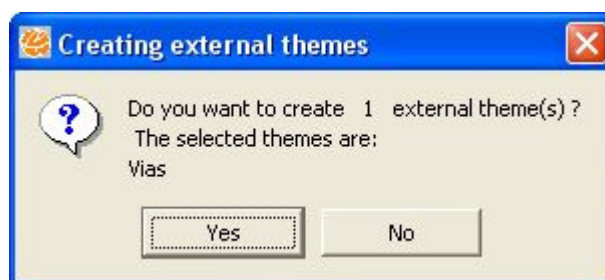 Creating external themes
Do you want to create 1 external theme(s) ?
The selected themes are:
Vias
Yes No